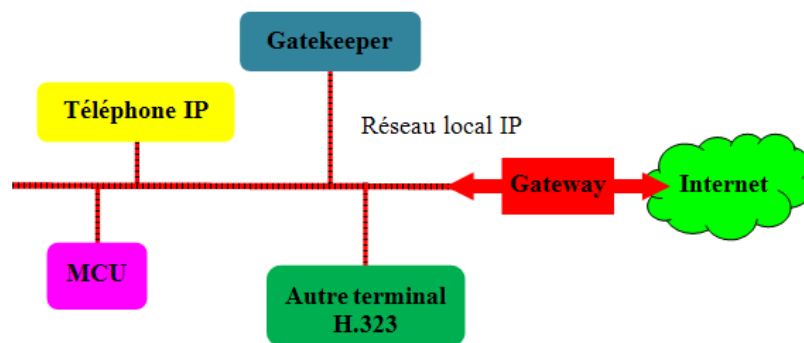 Gatekeeper
Téléphone IP
Réseau local IP
Gateway
Internet
MCU
Autre terminal
H.323